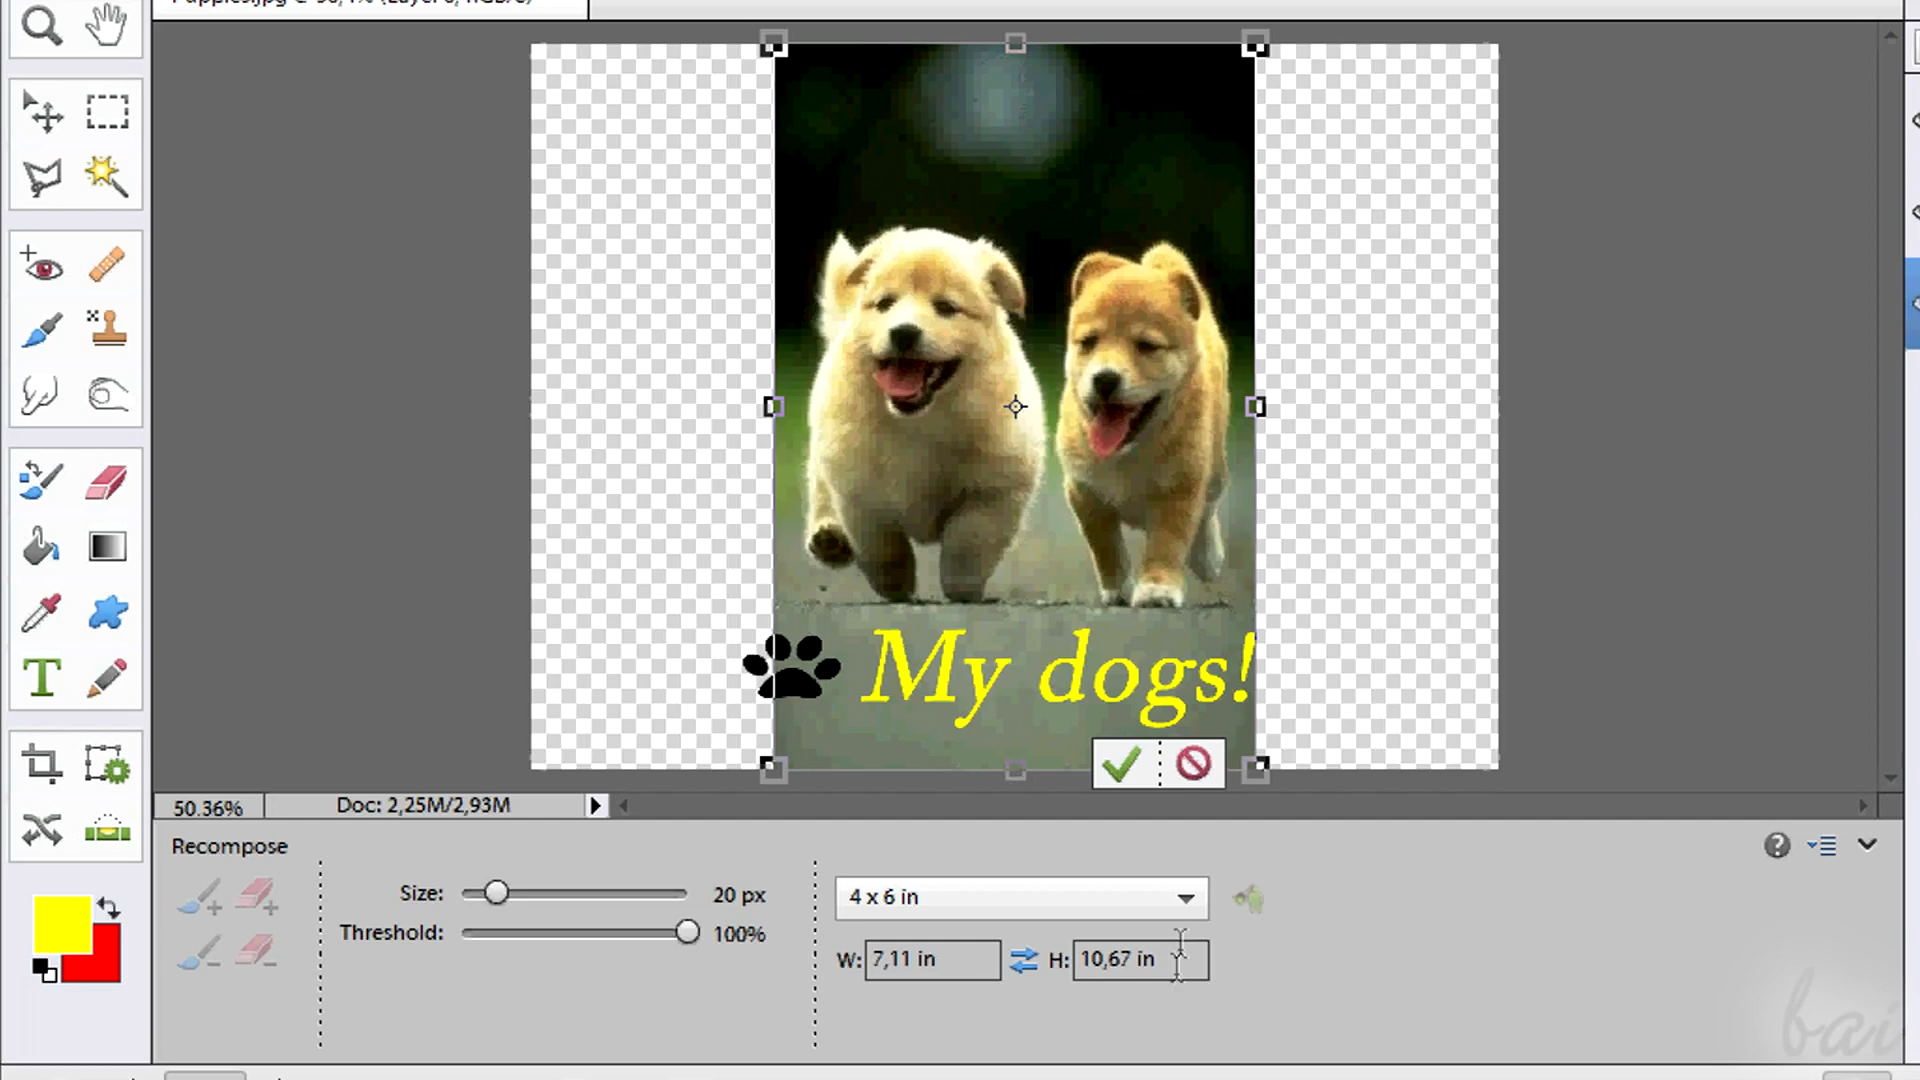 My dogs!
50.36%
Doc: 2,25M/2,93M
Recompose
Size:
20 px
4 x 6 in
Threshold:
100%
W: 7,11 in
H: 10,67 in
T
bai